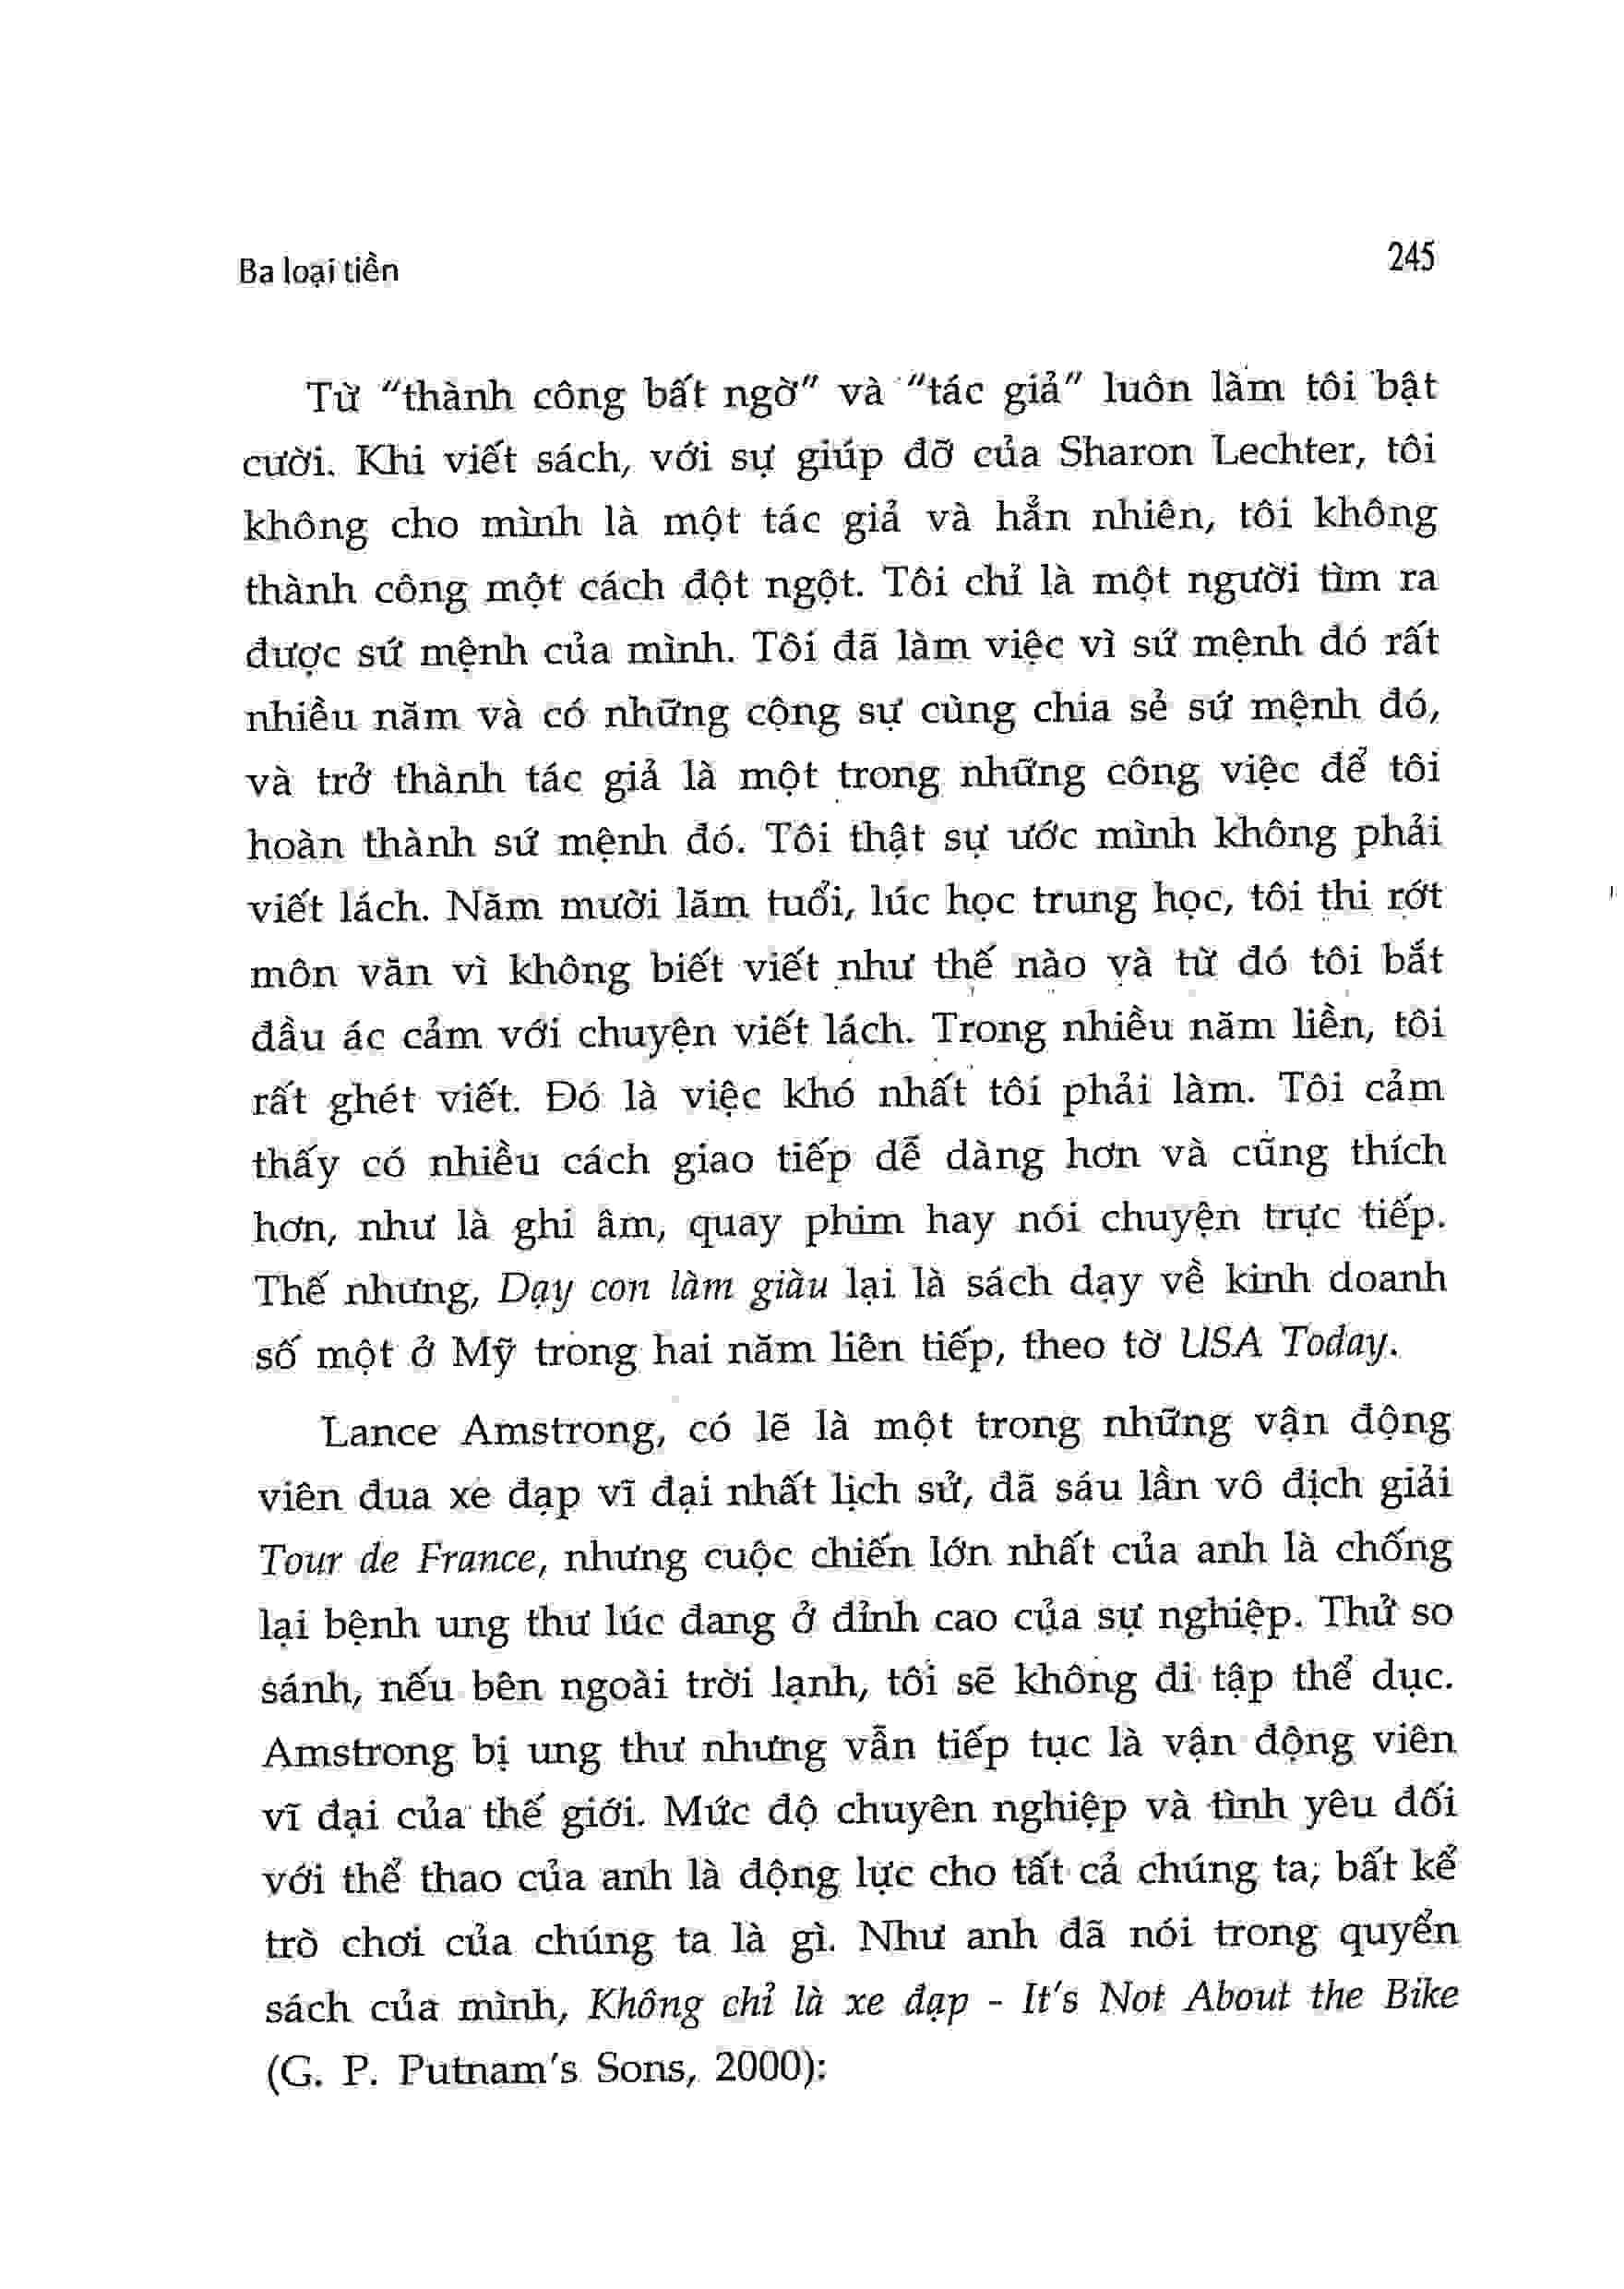 Ba loại tiền
245
Từ "thành công bất ngờ" và "tác giả" luôn làm tôi bật
cười. Khi viết sách, với sự giúp đỡ của Sharon Lechter, tôi
không cho mình là một tác giả và hẳn nhiên, tôi không
thành công một cách đột ngột. Tôi chỉ là một người tìm ra
được sứ mệnh của mình. Tôi đã làm việc vì sứ mệnh đó rất
nhiều năm và có những cộng sự cùng chia sẻ sứ mệnh đó,
và trở thành tác giả là một trong những công việc để tôi
hoàn thành sứ mệnh đó. Tôi thật sự ước mình không phải
viết lách. Năm mười lăm tuổi, lúc học trung học, tôi thi rớt
môn văn vì không biết viết như thế nào và từ đó tôi bắt
đầu ác cảm với chuyện viết lách. Trong nhiều năm liền, tôi
rất ghét viết. Đó là việc khó nhất tôi phải làm. Tôi cảm
thấy có nhiều cách giao tiếp dễ dàng hơn và cũng thích
hơn, như là ghi âm, quay phim hay nói chuyện trực tiếp.
Thế nhưng, Dạy con làm giàu lại là sách dạy về kinh doanh
số một ở Mỹ trong hai năm liên tiếp, theo tờ USA Today.
Lance Amstrong, có lẽ là một trong những vận động
viên đua xe đạp vĩ đại nhất lịch sử, đã sáu lần vô địch giải
Tour de France, nhưng cuộc chiến lớn nhất của anh là chống
lại bệnh ung thư lúc đang ở đỉnh cao của sự nghiệp. Thử so
sánh, nếu bên ngoài trời lạnh, tôi sẽ không đi tập thể dục.
Amstrong bị ung thư nhưng vẫn tiếp tục là vận động viên
vĩ đại của thế giới. Mức độ chuyên nghiệp và tình yêu đối
với thể thao của anh là động lực cho tất cả chúng ta, bất kể
trò chơi của chúng ta là gì. Như anh đã nói trong quyển
sách của mình, Không chỉ là xe đạp - It's Not About the Bike
(G. P. Putnam's Sons, 2000):